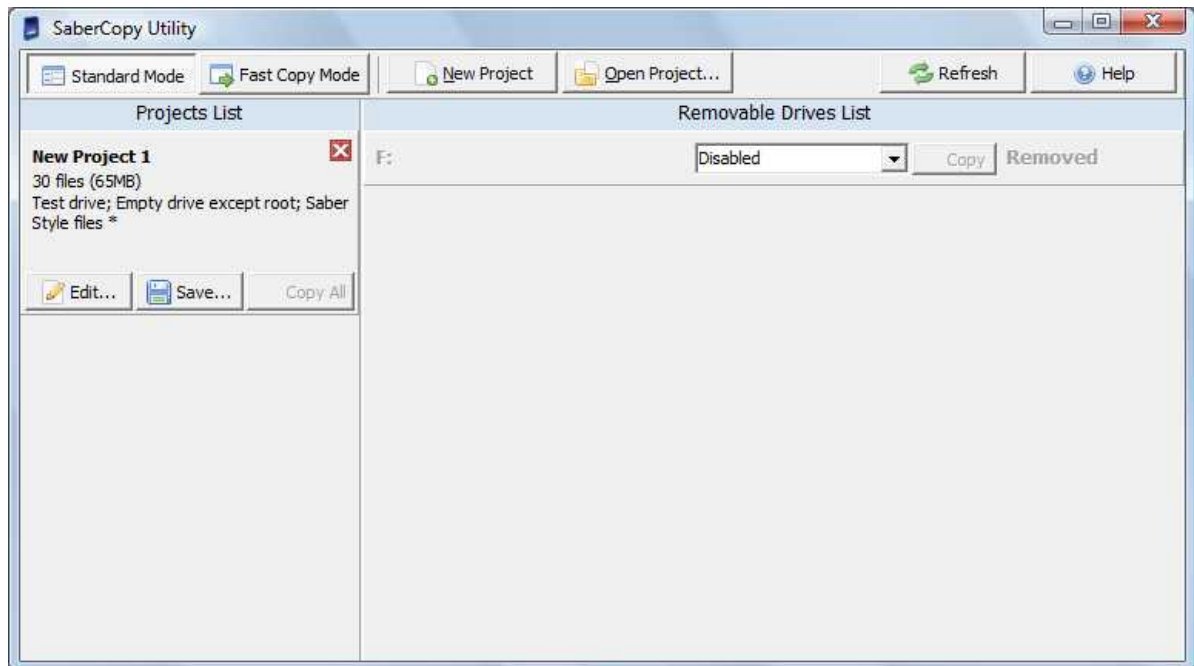 SaberCopy Utility
Standard Mode Fast Copy Mode New Project Open Project... Refresh Help
Projects List Removable Drives List
New Project 1
30 files (65MB)
Test drive; Empty drive except root; Saber
Style files *
Edit... Save... Copy All
F: Disabled Copy Removed